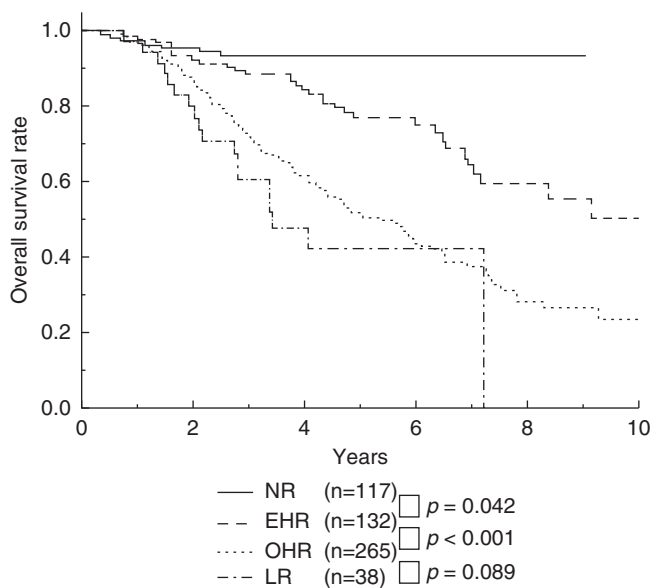 1.0
0.8
0.6
0.4
0.2
0.0
Overall survival rate
0 2 4 6 8 10
Years
NR (n=117)
p = 0.042
EHR (n=132)
p < 0.001
OHR (n=265)
p = 0.089
LR (n=38)